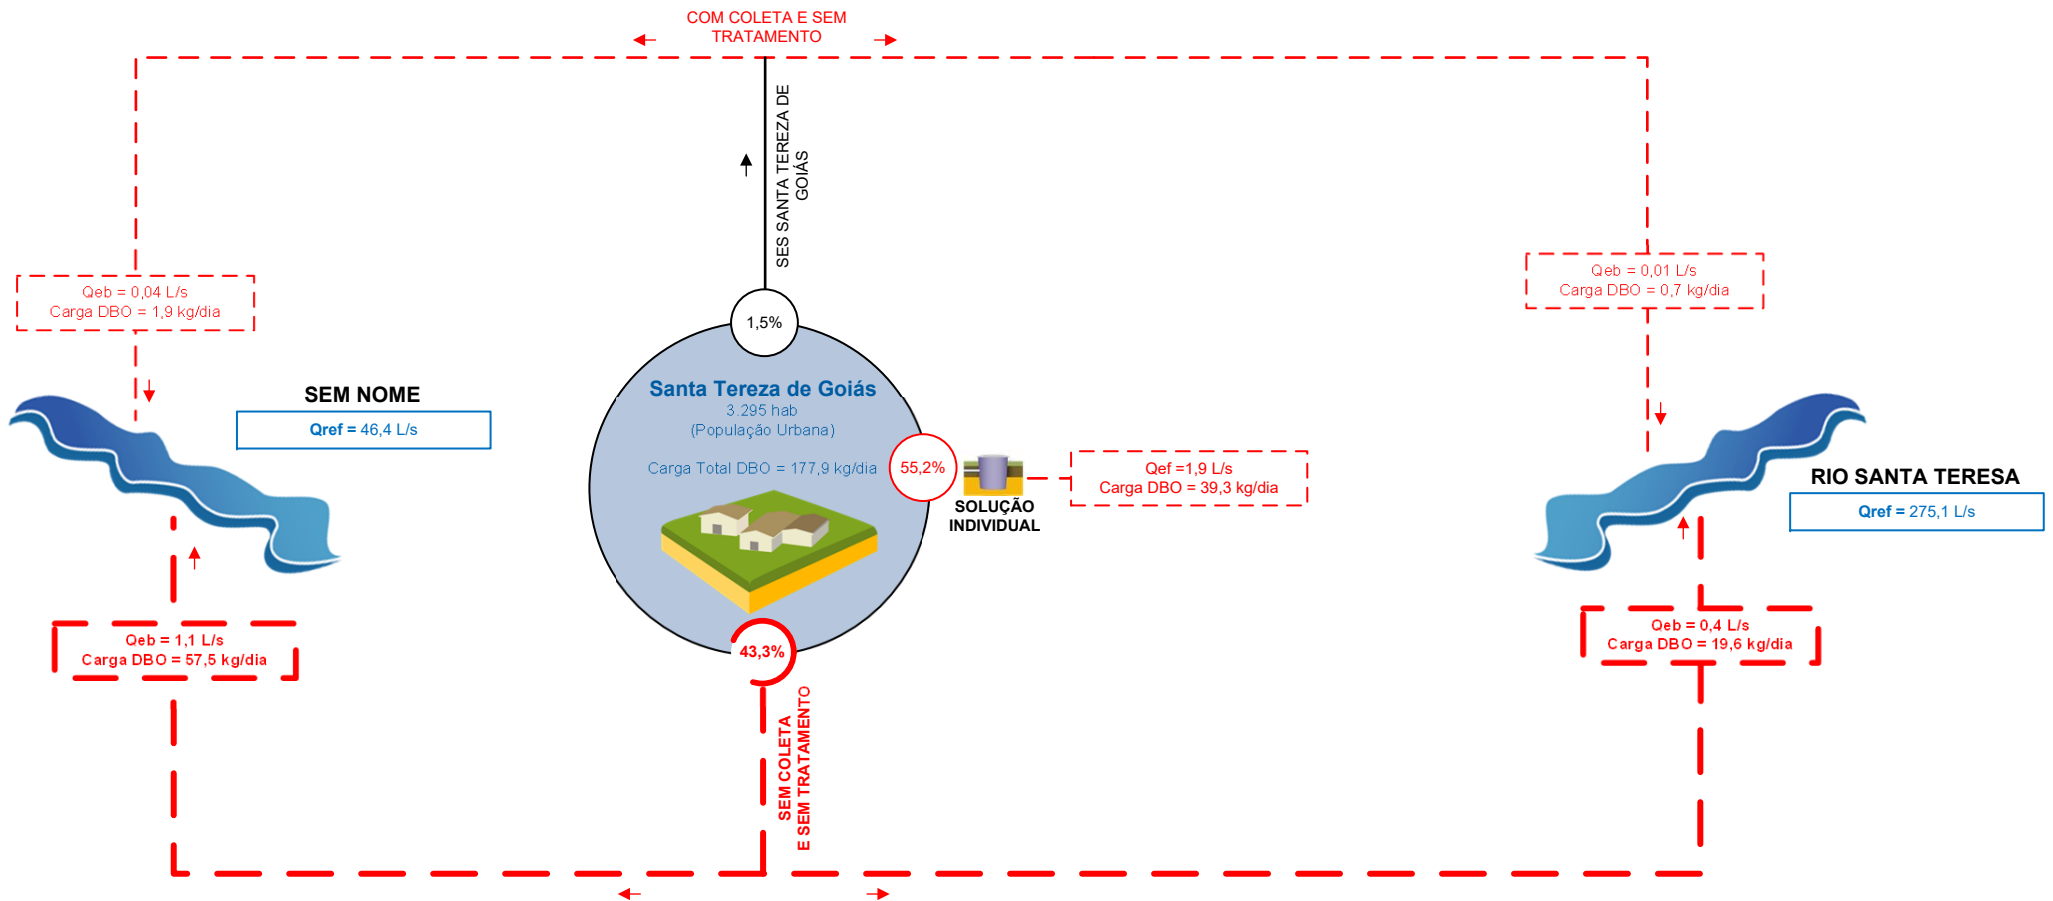 COM COLETA E SEM
TRATAMENTO
SES SANTA TEREZA DE
GOIÁS
Qeb = 0,04 L/s
Carga DBO = 1,9 kg/dia
Qeb = 0,01 L/s
Carga DBO = 0,7 kg/dia
1,5%
SEM NOME
Qref = 46,4 L/s
Santa Tereza de Goiás
3.295 hab
(População Urbana)
Carga Total DBO = 177,9 kg/dia
55,2%
SOLUÇÃO
INDIVIDUAL
Qef =1,9 L/s
Carga DBO = 39,3 kg/dia
RIO SANTA TERESA
Qref = 275,1 L/s
Qeb = 1,1 L/s
Carga DBO = 57,5 kg/dia
43,3%
Qeb = 0,4 L/s
Carga DBO = 19,6 kg/dia
SEM COLETA
E SEM TRATAMENTO